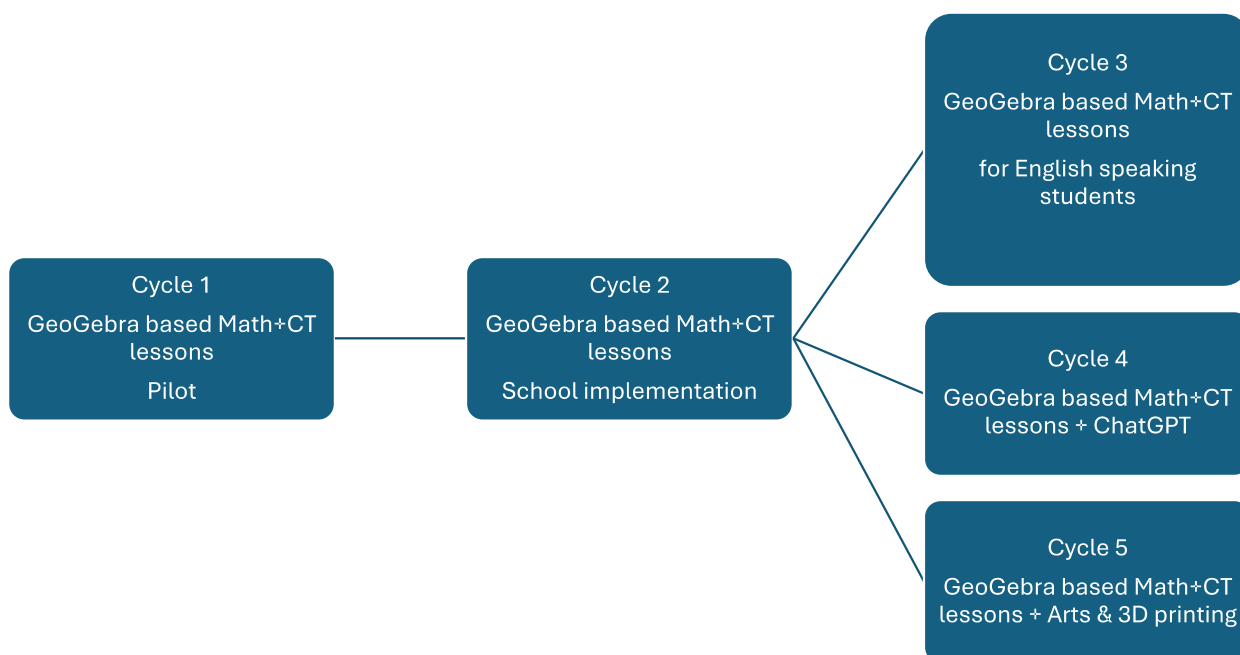 Cycle 1
GeoGebra based Math+CT
lessons
Pilot
Cycle 2
GeoGebra based Math+CT
lessons
School implementation
Cycle 3
GeoGebra based Math+CT
lessons
for English speaking
students
Cycle 4
GeoGebra based Math+CT
lessons + ChatGPT
Cycle 5
GeoGebra based Math+CT
lessons + Arts & 3D printing